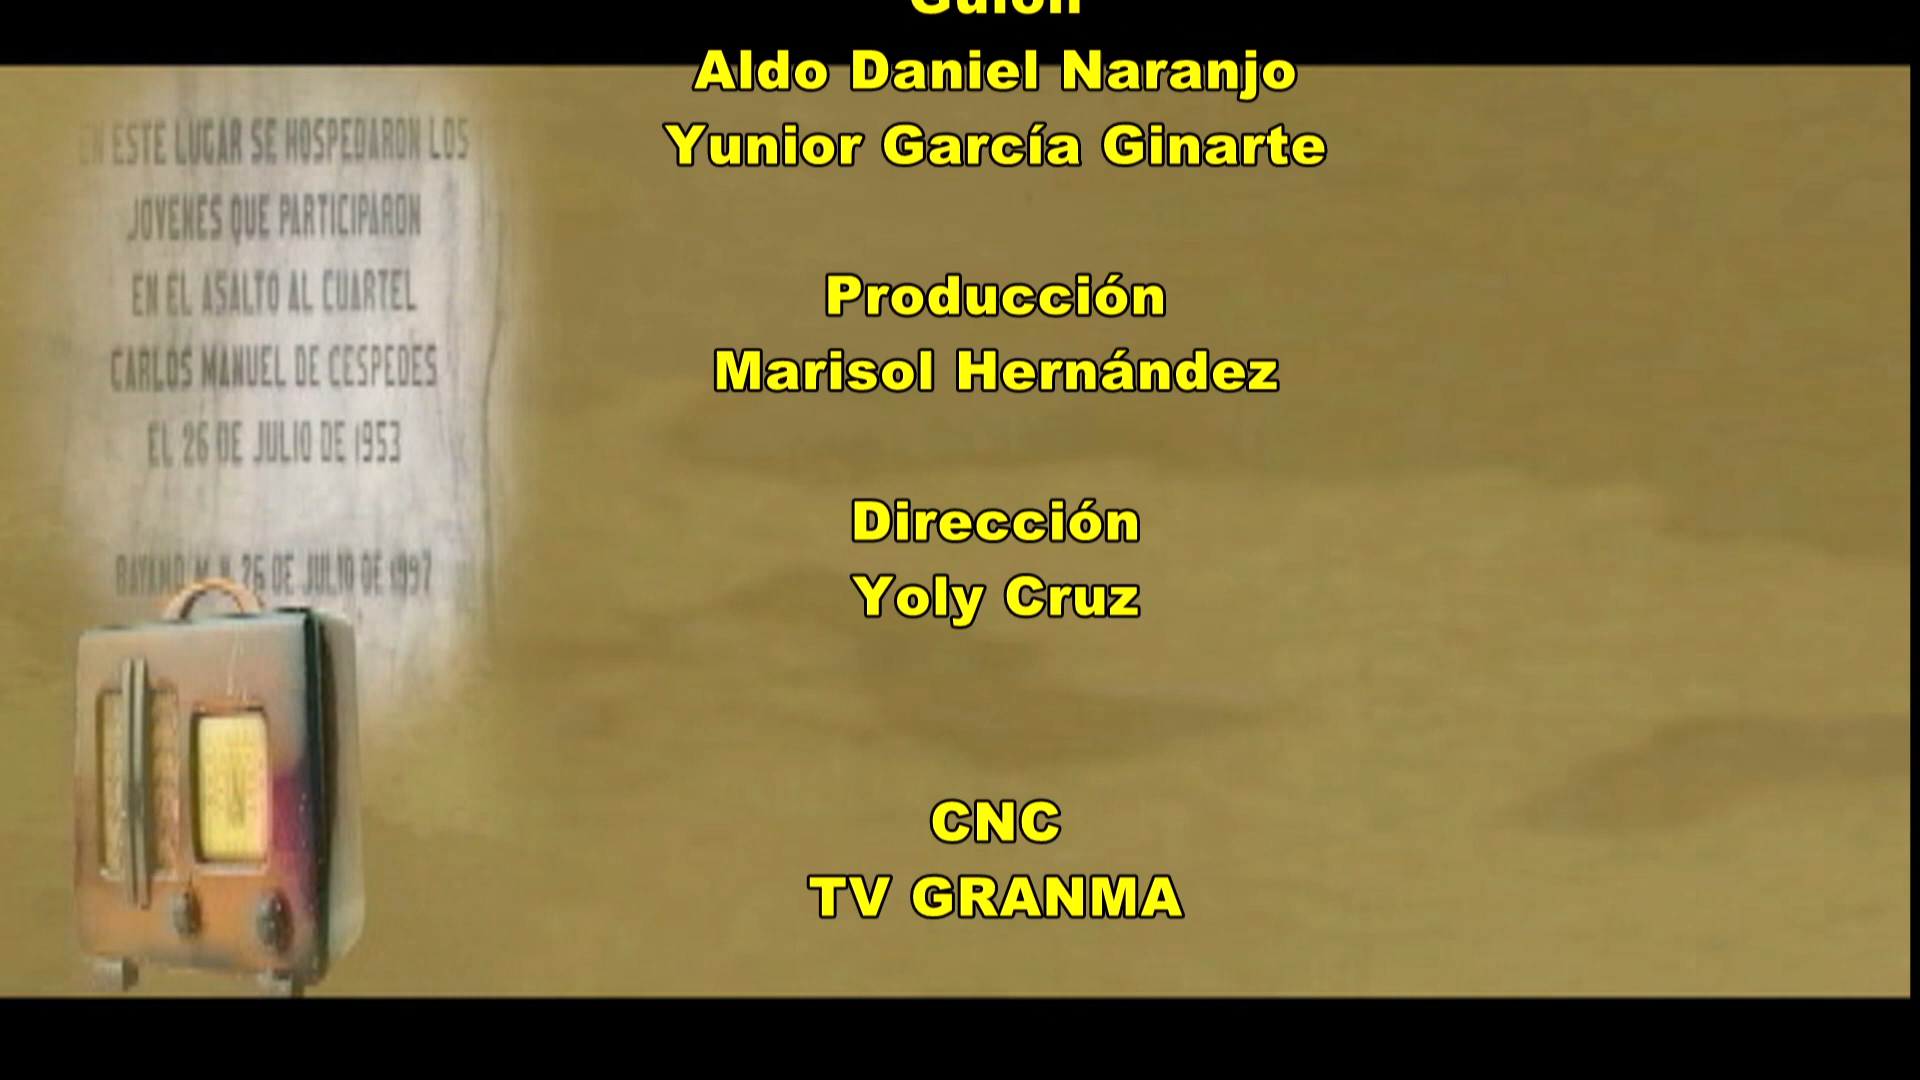 Guión
Aldo Daniel Naranjo
Yunior García Ginarte
Producción
Marisol Hernández
Dirección
Yoly Cruz
CNC
TV GRANMA
EN ESTE LUGAR SE HOSPEDARON LOS
JOVENES QUE PARTICIPARON
EN EL ASALTO AL CUARTEL
CARLOS MANUEL DE CESPEDES
EL 26 DE JULIO DE 1953
BAYAMO, M. N. 26 DE JULIO DE 1997